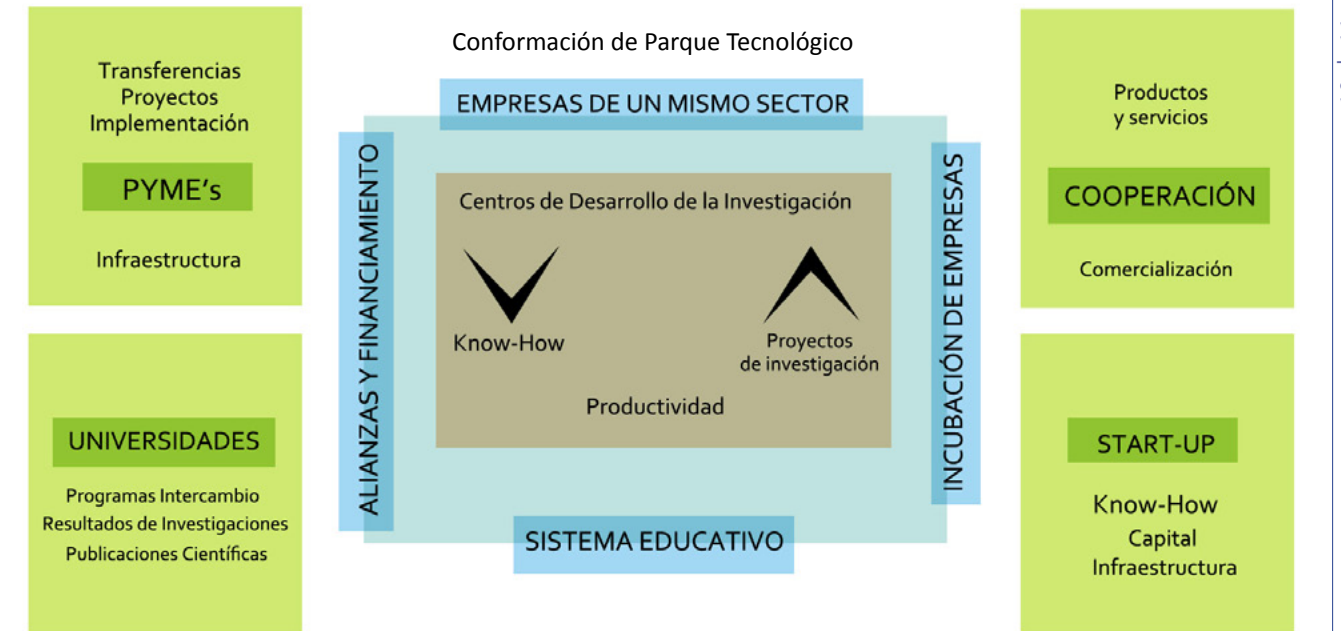 Conformación de Parque Tecnológico
Transferencias
Proyectos
Implementación
PYME's
Infraestructura
UNIVERSIDADES
Programas Intercambio
Resultados de Investigaciones
Publicaciones Científicas
EMPRESAS DE UN MISMO SECTOR
ALIANZAS Y FINANCIAMIENTO
Centros de Desarrollo de la Investigación
Know-How
Proyectos
de investigación
Productividad
INCUBACIÓN DE EMPRESAS
SISTEMA EDUCATIVO
Productos
y servicios
COOPERACIÓN
Comercialización
START-UP
Know-How
Capital
Infraestructura